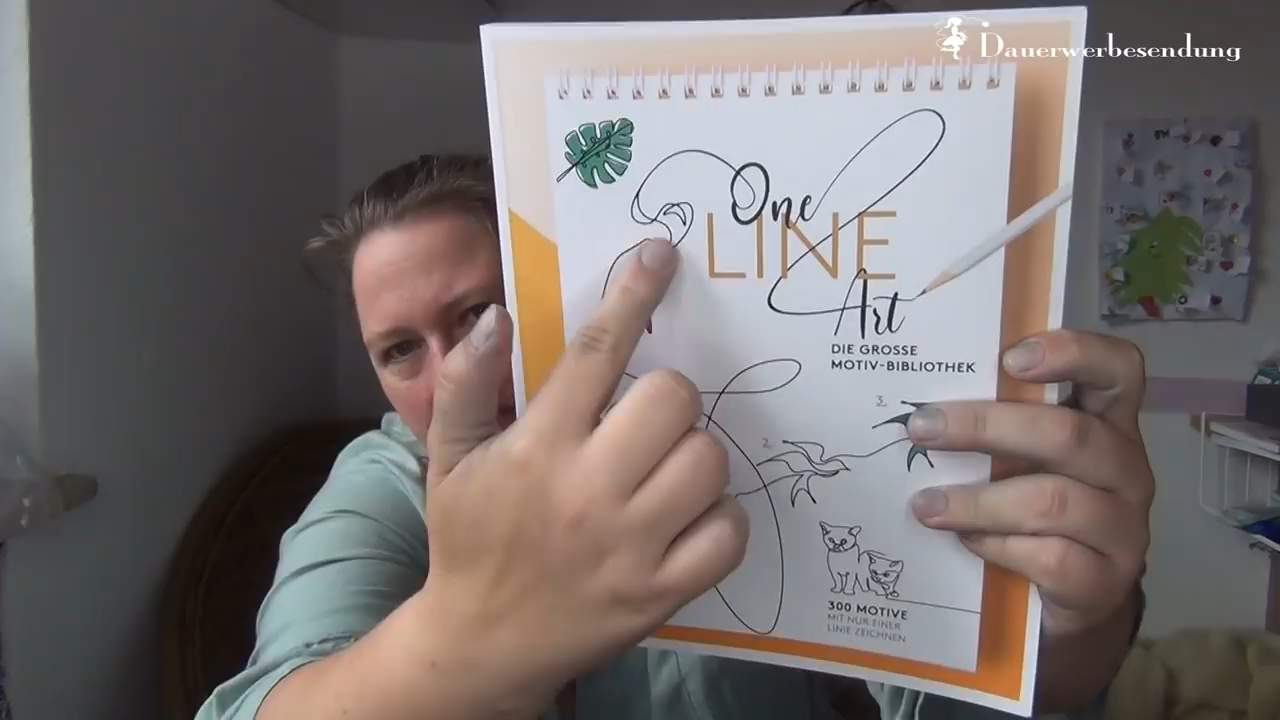 Dauerwerbesendung
One
LINE
Art
DIE GROSSE
MOTIV-BIBLIOTHEK
3.
2.
300 MOTIVE
MIT NUR EINER
LINIE ZEICHNEN